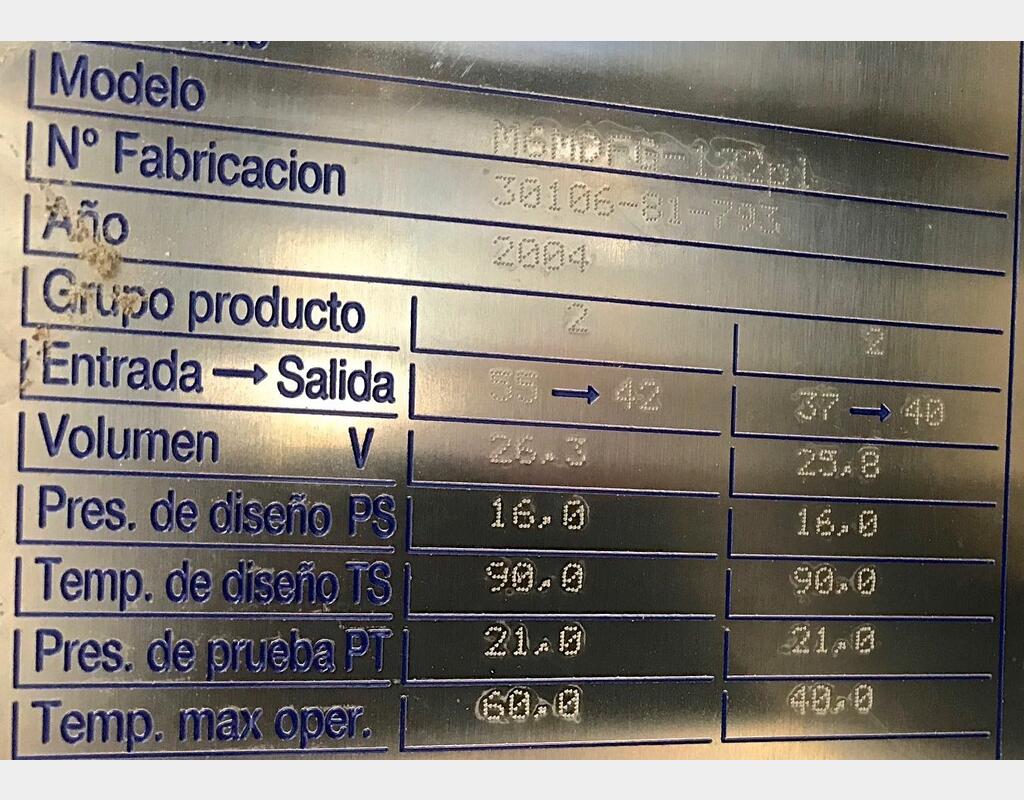 Modelo
Nº Fabricacion 30106-81-793
Año 2004
Grupo producto 2 2
Entrada → Salida 55 → 42 37 → 40
Volumen V 26.3 25.8
Pres. de diseño PS 16.0 16.0
Temp. de diseño TS 90.0 90.0
Pres. de prueba PT 21.0 21.0
Temp. max oper. 60.0 40.0